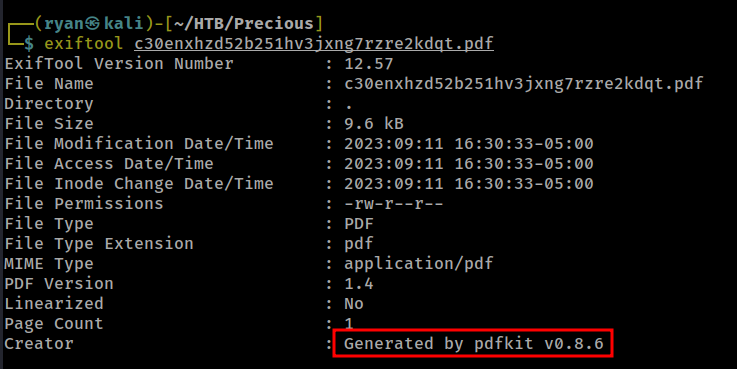 ┌──(ryan㉿kali)-[~/HTB/Precious]
└─$ exiftool c30enxhzd52b251hv3jxng7rzre2kdqt.pdf
ExifTool Version Number : 12.57
File Name : c30enxhzd52b251hv3jxng7rzre2kdqt.pdf
Directory : .
File Size : 9.6 kB
File Modification Date/Time : 2023:09:11 16:30:33-05:00
File Access Date/Time : 2023:09:11 16:30:33-05:00
File Inode Change Date/Time : 2023:09:11 16:30:33-05:00
File Permissions : -rw-r--r--
File Type : PDF
File Type Extension : pdf
MIME Type : application/pdf
PDF Version : 1.4
Linearized : No
Page Count : 1
Creator : Generated by pdfkit v0.8.6